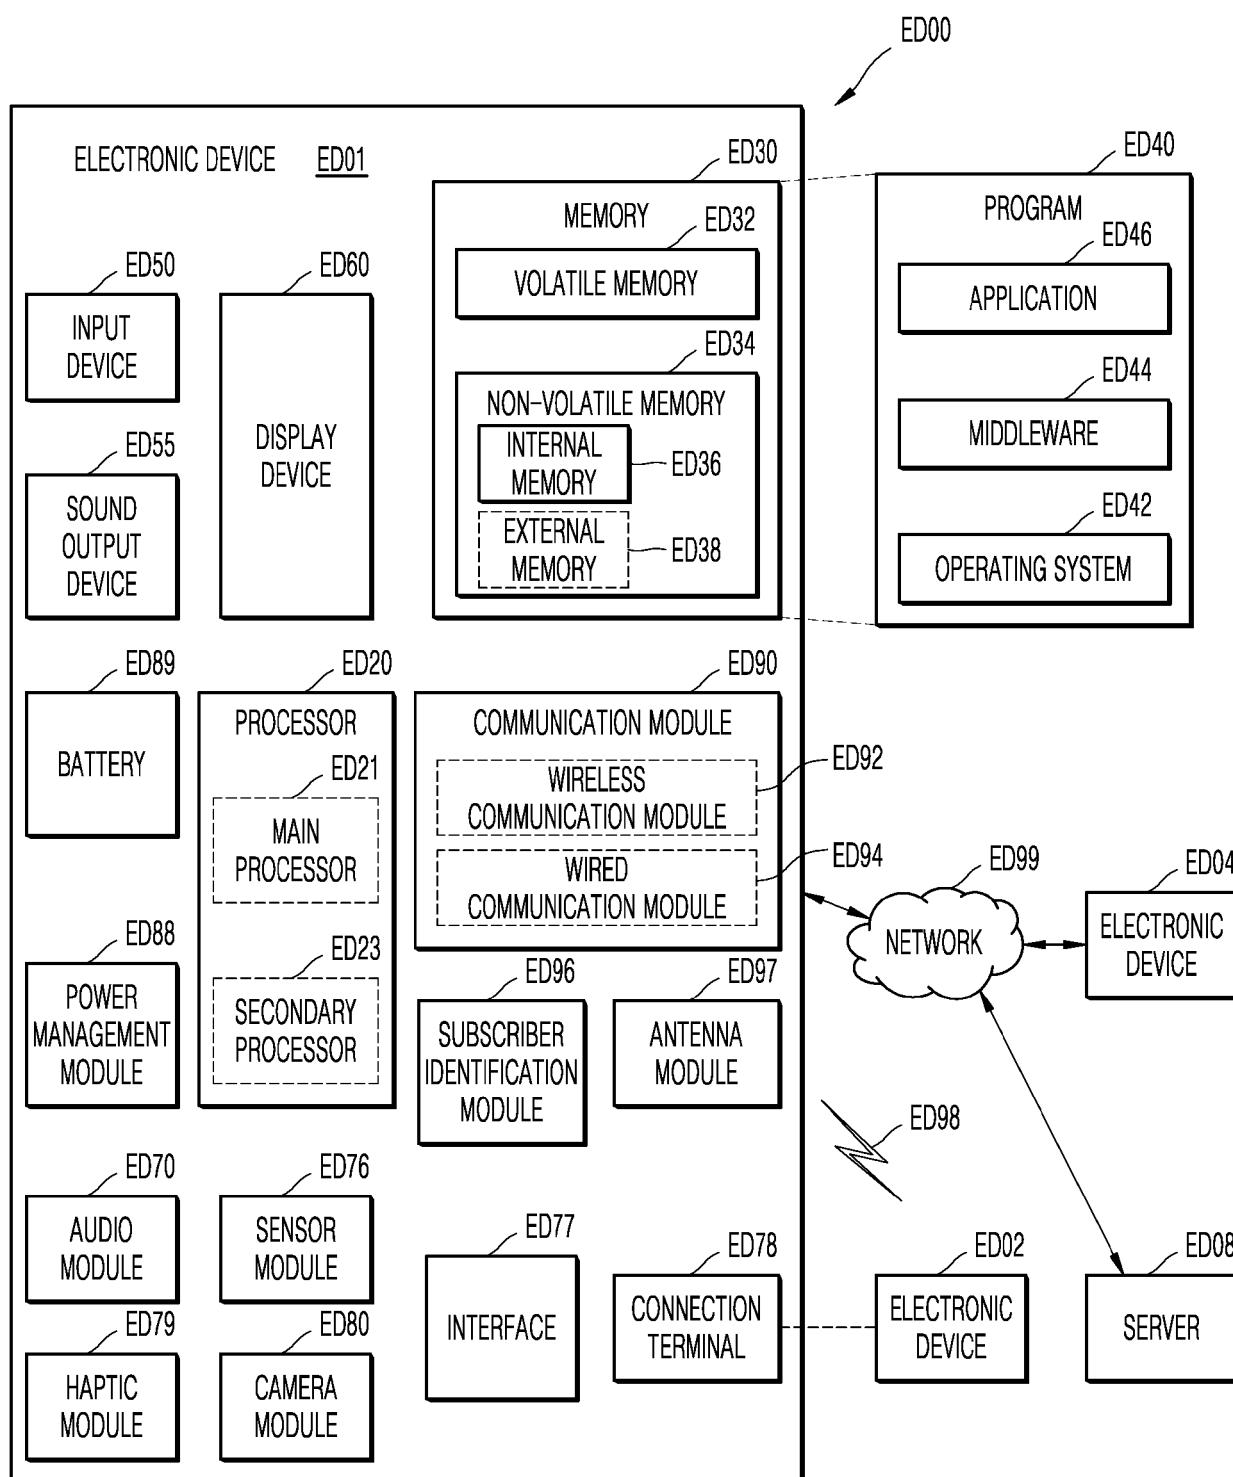 ED00
ELECTRONIC DEVICE ED01
ED30
MEMORY
ED32
VOLATILE MEMORY
ED34
NON-VOLATILE MEMORY
INTERNAL
MEMORY
ED36
EXTERNAL
MEMORY
ED38
ED40
PROGRAM
ED46
APPLICATION
ED44
MIDDLEWARE
ED42
OPERATING SYSTEM
ED50
INPUT
DEVICE
ED60
DISPLAY
DEVICE
ED55
SOUND
OUTPUT
DEVICE
ED89
BATTERY
ED20
PROCESSOR
ED21
MAIN
PROCESSOR
ED23
SECONDARY
PROCESSOR
ED90
COMMUNICATION MODULE
WIRELESS
COMMUNICATION MODULE
ED92
WIRED
COMMUNICATION MODULE
ED94
ED99
NETWORK
ED04
ELECTRONIC
DEVICE
ED88
POWER
MANAGEMENT
MODULE
ED96
SUBSCRIBER
IDENTIFICATION
MODULE
ED97
ANTENNA
MODULE
ED98
ED70
AUDIO
MODULE
ED76
SENSOR
MODULE
ED77
INTERFACE
ED78
CONNECTION
TERMINAL
ED02
ELECTRONIC
DEVICE
ED08
SERVER
ED79
HAPTIC
MODULE
ED80
CAMERA
MODULE